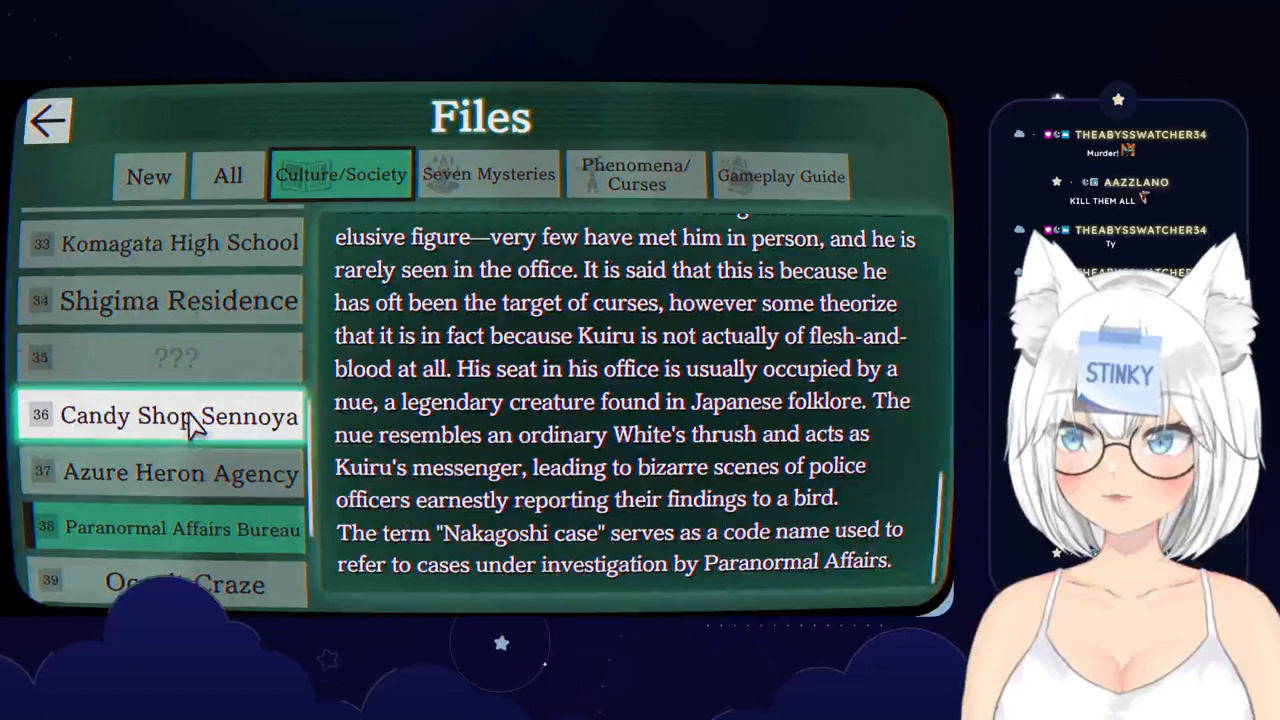 Files
New
All
Culture/Society
Seven Mysteries
Phenomena/
Curses
Gameplay Guide
33 Komagata High School
34 Shigima Residence
35 ???
36 Candy Shop Sennoya
37 Azure Heron Agency
38 Paranormal Affairs Bureau
39 Occult Craze
elusive figure—very few have met him in person, and he is
rarely seen in the office. It is said that this is because he
has oft been the target of curses, however some theorize
that it is in fact because Kuiru is not actually of flesh-and-
blood at all. His seat in his office is usually occupied by a
nue, a legendary creature found in Japanese folklore. The
nue resembles an ordinary White's thrush and acts as
Kuiru's messenger, leading to bizarre scenes of police
officers earnestly reporting their findings to a bird.
The term "Nakagoshi case" serves as a code name used to
refer to cases under investigation by Paranormal Affairs.
THEABYSSWATCHER34
Murder!
AAZZLANO
KILL THEM ALL
THEABYSSWATCHER34
Ty
STINKY